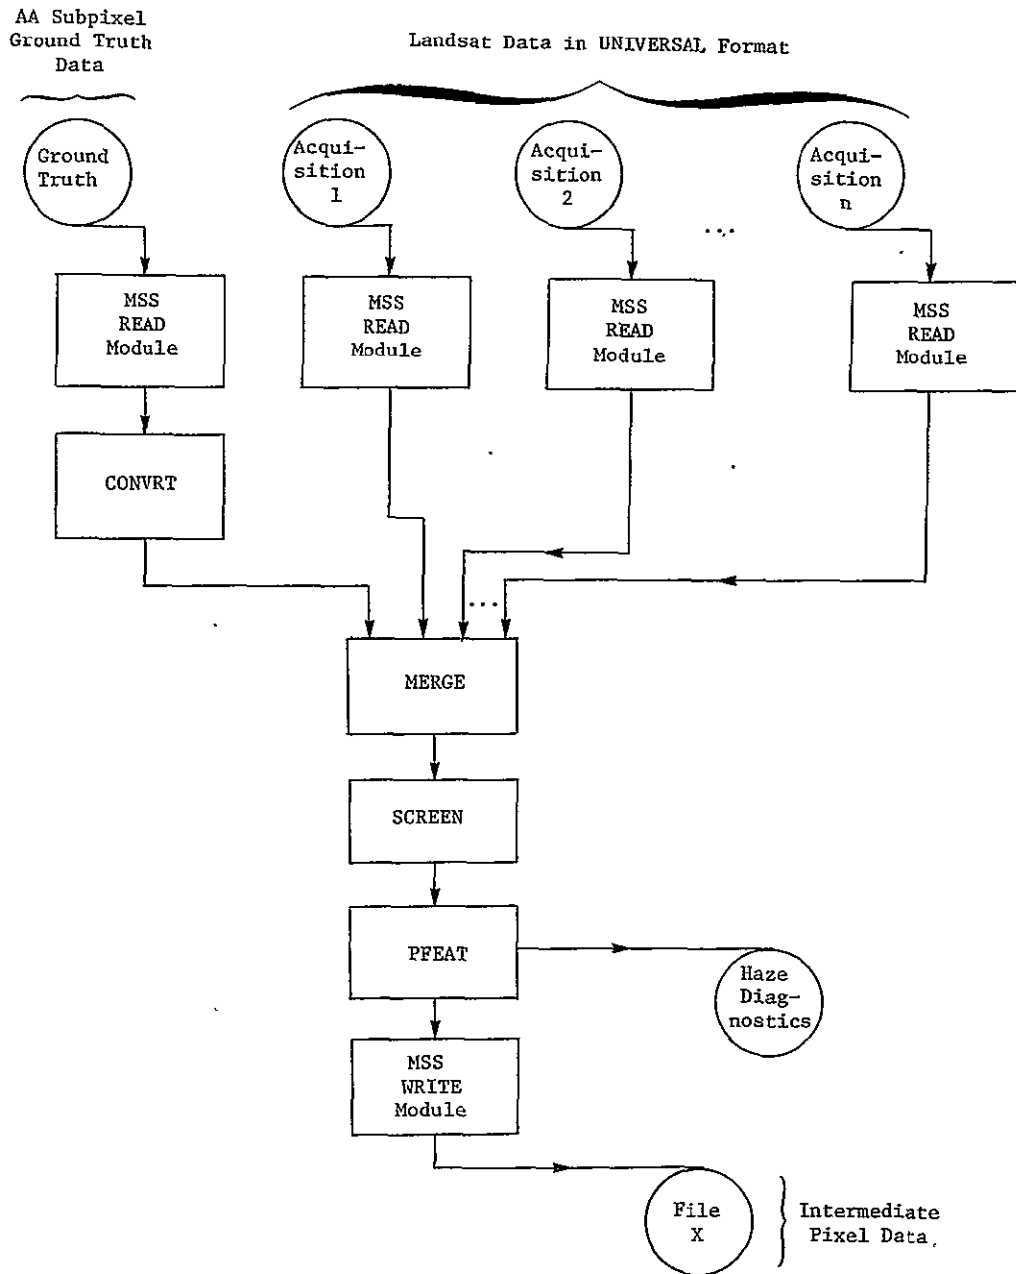 AA Subpixel
Ground Truth
Data
Landsat Data in UNIVERSAL Format
Ground
Truth
Acqui-
sition
1
Acqui-
sition
2
...
Acqui-
sition
n
MSS
READ
Module
MSS
READ
Module
MSS
READ
Module
MSS
READ
Module
CONVRT
...
MERGE
SCREEN
PFEAT
Haze
Diag-
nostics
MSS
WRITE
Module
File
X
Intermediate
Pixel Data.